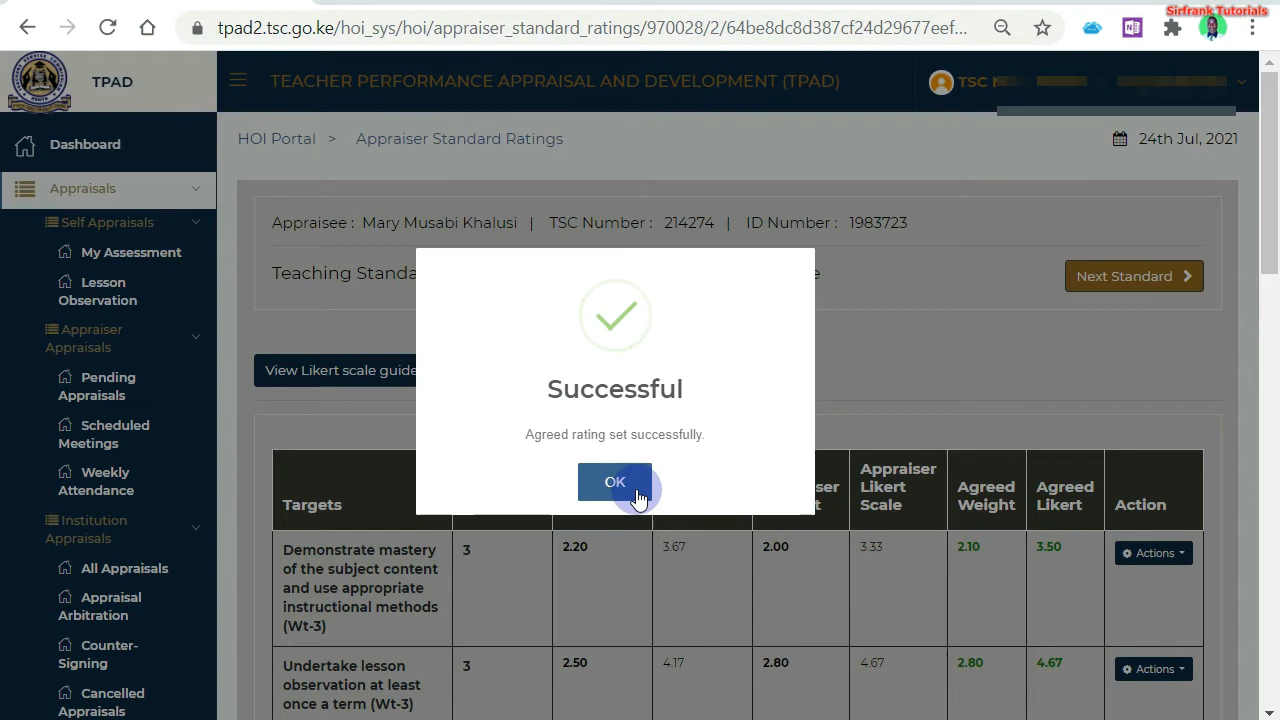 Sirfrank Tutorials
tpad2.tsc.go.ke/hoi_sys/hoi/appraiser_standard_ratings/970028/2/64be8dc8d387cf24d29677eef...
TPAD
TEACHER PERFORMANCE APPRAISAL AND DEVELOPMENT (TPAD)
TSC
Dashboard
HOI Portal > Appraiser Standard Ratings
24th Jul, 2021
Appraisals
Self Appraisals
My Assessment
Lesson
Observation
Appraiser
Appraisals
Pending
Appraisals
Scheduled
Meetings
Weekly
Attendance
Institution
Appraisals
All Appraisals
Appraisal
Arbitration
Counter-
Signing
Cancelled
Appraisals
Appraisee : Mary Musabi Khalusi | TSC Number : 214274 | ID Number : 1983723
Teaching Standa
Next Standard
View Likert scale guide
Successful
Agreed rating set successfully.
OK
Targets
Appraiser
Likert
Scale
Agreed
Weight
Agreed
Likert
Action
Demonstrate mastery
of the subject content
and use appropriate
instructional methods
(Wt-3)
3 2.20 3.67 2.00 3.33 2.10 3.50 Actions
Undertake lesson
observation at least
once a term (Wt-3)
3 2.50 4.17 2.80 4.67 2.80 4.67 Actions